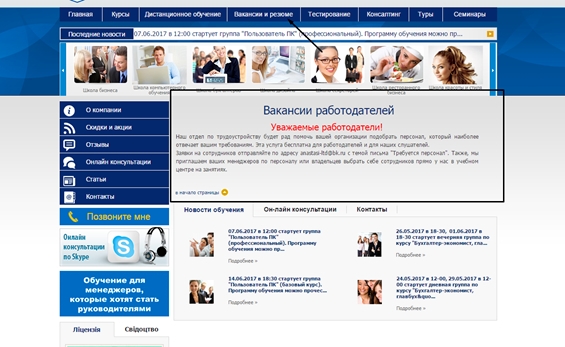 Главная Курсы Дистанционное обучение Вакансии и резюме Тестирование Консалтинг Туры Семинары
Последние новости 07.06.2017 в 12:00 стартует группа "Пользователь ПК" (профессиональный). Программу обучения можно пр...
Школа бизнеса
Школа компьютерного
обучения
Школа ресторанного
бизнеса
Школа красоты и стиля
О компании
Скидки и акции
Отзывы
Онлайн консультации
Статьи
Контакты
Позвоните мне
Онлайн
консультации
по Skype
Обучение для
менеджеров,
которые хотят стать
руководителями
Ліцензія Свідоцтво
Вакансии работодателей
Уважаемые работодатели!
Наш отдел по трудоустройству будет рад помочь вашей организации подобрать персонал, который наиболее
отвечает вашим требованиям. Эта услуга бесплатна для работодателей и для наших слушателей.
Заявки на сотрудников отправляйте по адресу anastasi-ltd@bk.ru с темой письма "Требуется персонал". Также, мы
приглашаем ваших менеджеров по персоналу или владельцев выбрать себе сотрудников прямо у нас в учебном
центре на занятиях.
в начало страницы
Новости обучения Он-лайн консультации Контакты
07.06.2017 в 12:00 стартует группа
"Пользователь ПК"
(профессиональный). Программу
обучения можно пр...
Подробнее »
26.05.2017 в 18-30, 01.06.2017 в
18-30 стартует вечерняя группа по
курсу "Бухгалтер-экономист, гла...
Подробнее »
14.06.2017 в 18:30 стартует группа
"Пользователь ПК" (базовый курс).
Программу обучения можно прочес...
Подробнее »
24.05.2017 в 12-00, 29.05.2017 в 12-
00 стартует дневная группа по
курсу "Бухгалтер-экономист,
главбух&quo...
Подробнее »